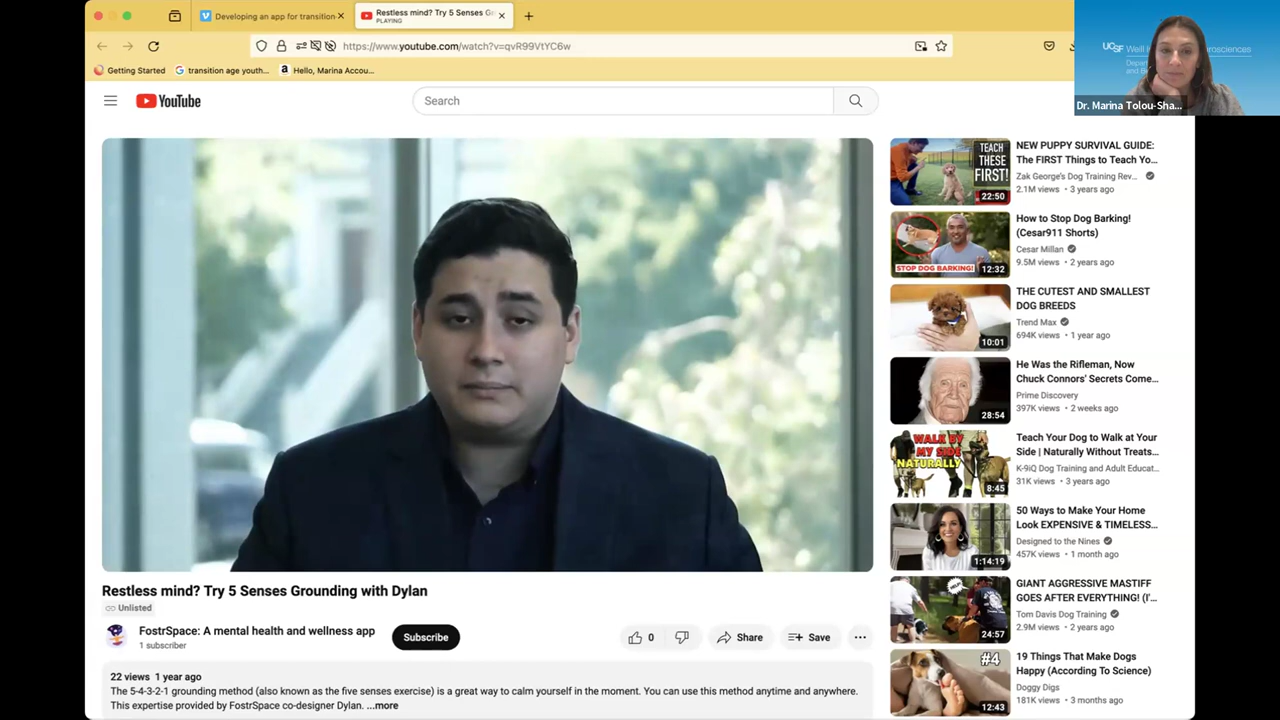 Developing an app for transition-
Restless mind? Try 5 Senses Gr
PLAYING
https://www.youtube.com/watch?v=qvR99VtYC6w
Getting Started
transition age youth...
Hello, Marina Accou...
UCSF
Dr. Marina Tolou-Sha...
YouTube
Search
TEACH
THESE
FIRST!
22:50
NEW PUPPY SURVIVAL GUIDE:
The FIRST Things to Teach Yo...
Zak George's Dog Training Rev...
2.1M views • 3 years ago
STOP DOG BARKING!
12:32
How to Stop Dog Barking!
(Cesar911 Shorts)
Cesar Millan
9.5M views • 2 years ago
10:01
THE CUTEST AND SMALLEST
DOG BREEDS
Trend Max
694K views • 1 year ago
28:54
He Was the Rifleman, Now
Chuck Connors' Secrets Come...
Prime Discovery
397K views • 2 weeks ago
WALK BY
MY SIDE
NATURALLY
8:45
Teach Your Dog to Walk at Your
Side | Naturally Without Treats...
K-9iQ Dog Training and Adult Educat...
31K views • 3 years ago
1:14:19
50 Ways to Make Your Home
Look EXPENSIVE & TIMELESS...
Designed to the Nines
457K views • 1 month ago
24:57
GIANT AGGRESSIVE MASTIFF
GOES AFTER EVERYTHING! (I'...
Tom Davis Dog Training
2.9M views • 2 years ago
#4
12:43
19 Things That Make Dogs
Happy (According To Science)
Doggy Digs
181K views • 3 months ago
Restless mind? Try 5 Senses Grounding with Dylan
Unlisted
FostrSpace: A mental health and wellness app
1 subscriber
Subscribe
0
Share
Save
22 views 1 year ago
The 5-4-3-2-1 grounding method (also known as the five senses exercise) is a great way to calm yourself in the moment. You can use this method anytime and anywhere.
This expertise provided by FostrSpace co-designer Dylan. ...more